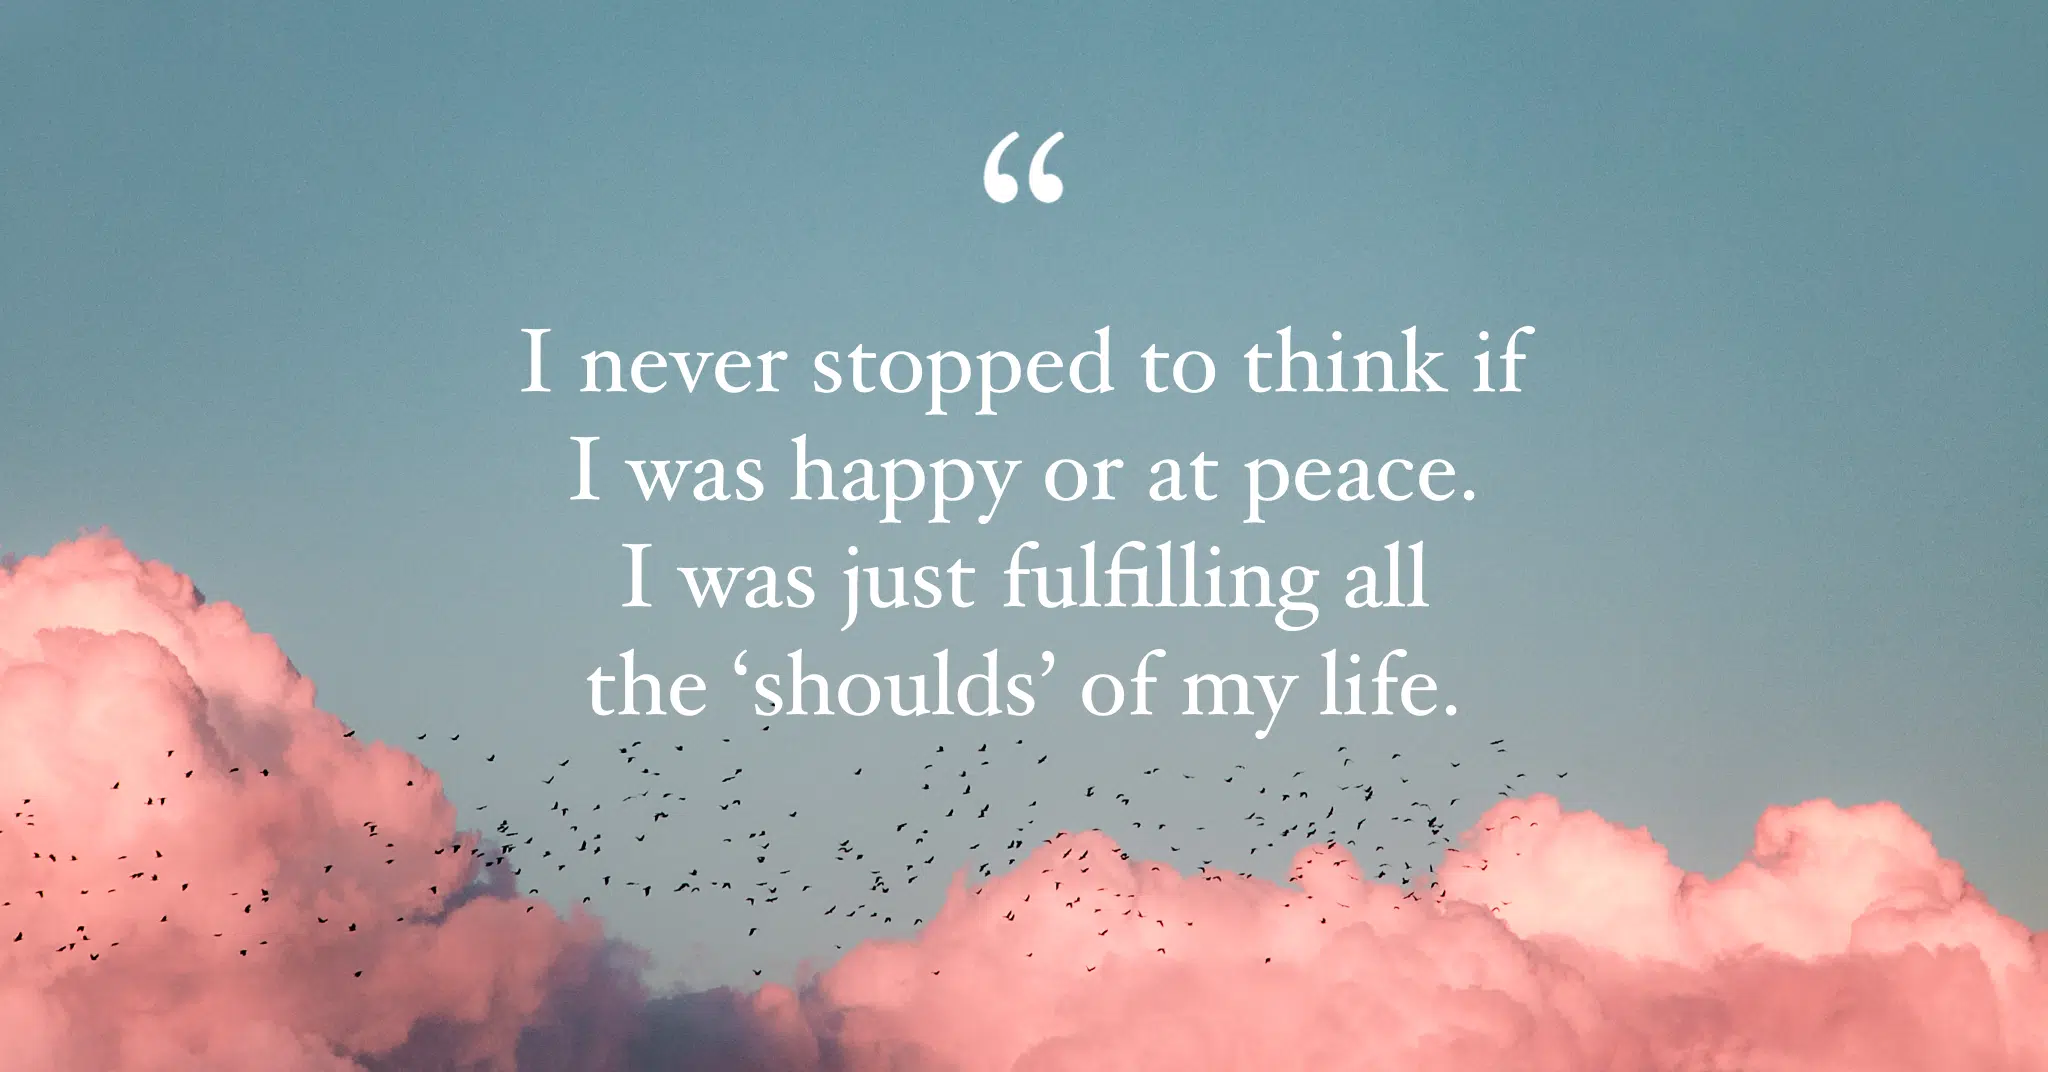 “
I never stopped to think if
I was happy or at peace.
I was just fulfilling all
the ‘shoulds’ of my life.